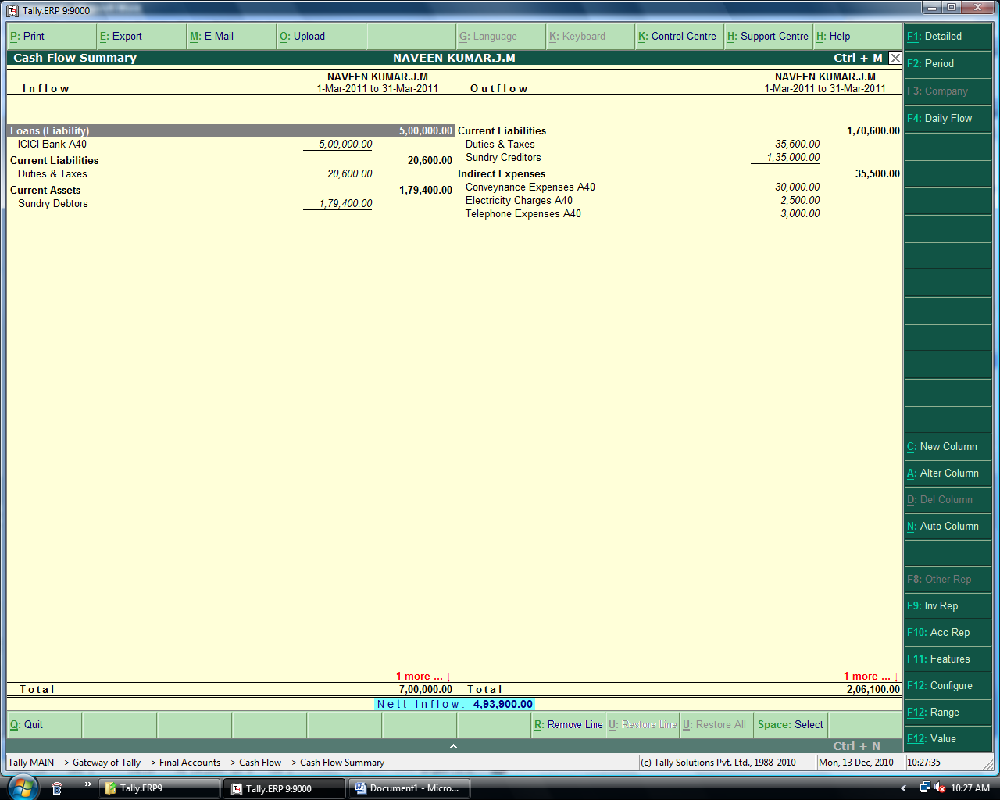 Tally.ERP 9:9000
P: Print
E: Export
M: E-Mail
O: Upload
G: Language
K: Keyboard
K: Control Centre
H: Support Centre
H: Help
Cash Flow Summary NAVEEN KUMAR.J.M Ctrl + M
Inflow
NAVEEN KUMAR.J.M
1-Mar-2011 to 31-Mar-2011
Outflow
NAVEEN KUMAR.J.M
1-Mar-2011 to 31-Mar-2011
Loans (Liability) 5,00,000.00
ICICI Bank A40 5,00,000.00
Current Liabilities 20,600.00
Duties & Taxes 20,600.00
Current Assets 1,79,400.00
Sundry Debtors 1,79,400.00
1 more ... ↓
Total 7,00,000.00
Current Liabilities 1,70,600.00
Duties & Taxes 35,600.00
Sundry Creditors 1,35,000.00
Indirect Expenses 35,500.00
Conveynance Expenses A40 30,000.00
Electricity Charges A40 2,500.00
Telephone Expenses A40 3,000.00
1 more ... ↓
Total 2,06,100.00
Nett Inflow: 4,93,900.00
F1: Detailed
F2: Period
F3: Company
F4: Daily Flow
C: New Column
A: Alter Column
D: Del Column
N: Auto Column
F8: Other Rep
F9: Inv Rep
F10: Acc Rep
F11: Features
F12: Configure
F12: Range
F12: Value
Q: Quit
R: Remove Line
U: Restore Line
U: Restore All
Space: Select
Ctrl + N
Tally MAIN --> Gateway of Tally --> Final Accounts --> Cash Flow --> Cash Flow Summary
(c) Tally Solutions Pvt. Ltd., 1988-2010
Mon, 13 Dec, 2010
10:27:35
Tally.ERP9
Tally.ERP 9:9000
Document1 - Micro...
10:27 AM